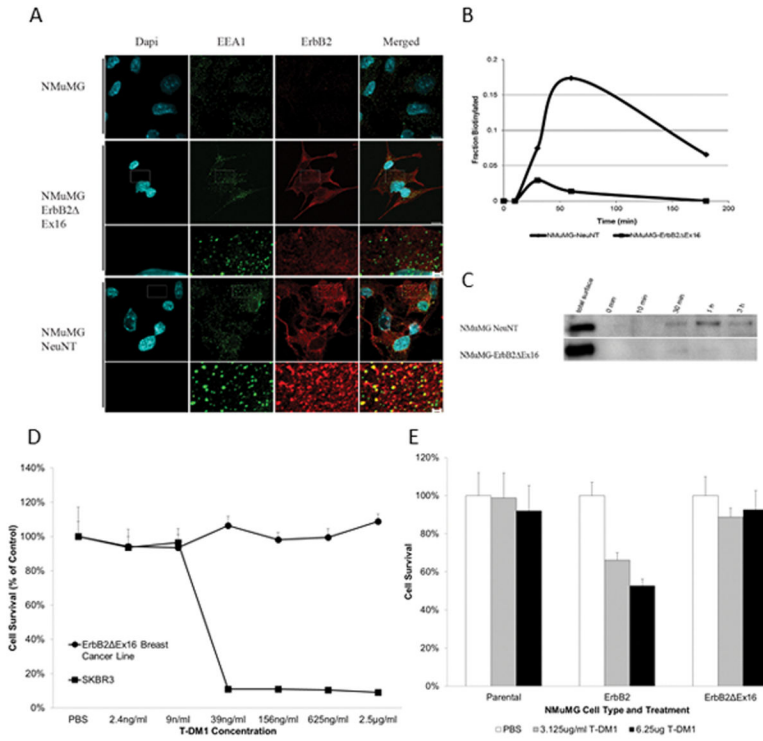 A
Dapi EEA1 ErbB2 Merged
NMuMG
NMuMG
ErbB2Δ
Ex16
NMuMG
NeuNT
B
Fraction Biotinylated
0.2
0.15
0.1
0.05
0
0 50 100 150 200
Time (min)
NMuMG-NeuNT NMuMG-ErbB2ΔEx16
C
total surface 0 min 10 min 30 min 1 h 3 h
NMuMG NeuNT
NMuMG-ErbB2ΔEx16
D
Cell Survival (% of Control)
140%
120%
100%
80%
60%
40%
20%
0%
ErbB2ΔEx16 Breast
Cancer Line
SKBR3
PBS 2.4ng/ml 9n/ml 39ng/ml 156ng/ml 625ng/ml 2.5μg/ml
T-DM1 Concentration
E
Cell Survival
120%
100%
80%
60%
40%
20%
0%
Parental ErbB2 ErbB2ΔEx16
NMuMG Cell Type and Treatment
PBS 3.125ug/ml T-DM1 6.25ug T-DM1